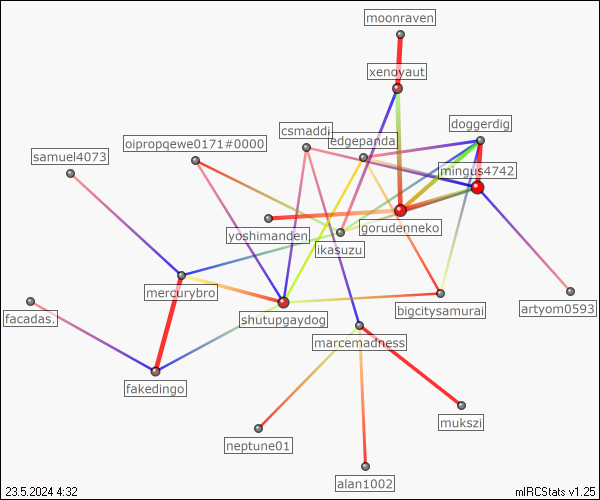 moonraven
xenoyaut
doggerdig
csmaddi
edgepanda
oipropqewe0171#0000
samuel4073
mingus4742
gorudenneko
yoshimanden
ikasuzu
mercurybro
bigcitysamurai
artyom0593
facadas.
shutupgaydog
marcemadness
fakedingo
mukszi
neptune01
alan1002
23.5.2024 4:32
mIRCStats v1.25